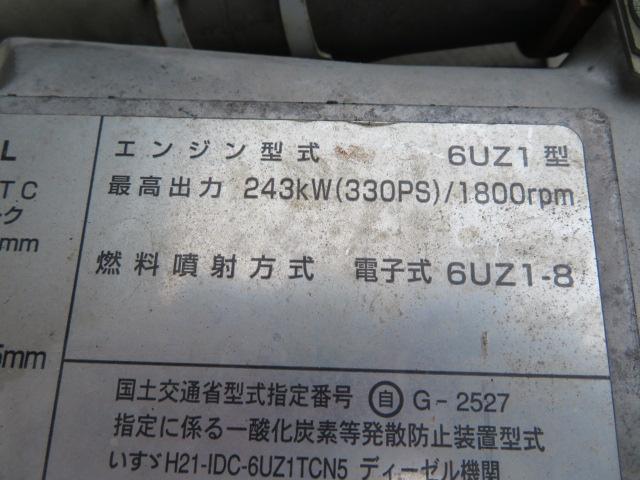 L
エンジン型式 6UZ1型
TC
最高出力 243kW(330PS)/1800rpm
ク
mm
燃料噴射方式 電子式 6UZ1-8
5mm
国土交通省型式指定番号 自 G-2527
指定に係る一酸化炭素等発散防止装置型式
いすゞH21-IDC-6UZ1TCN5 ディーゼル機関